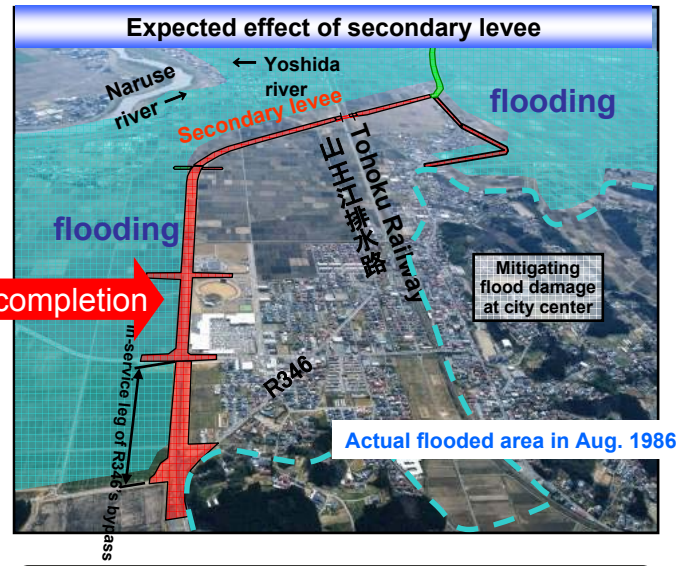 Expected effect of secondary levee
← Yoshida
river
Naruse
river →
Secondary levee
flooding
flooding
山王江排水路
Tohoku Railiway
completion
Mitigating
flood damage
at city center
R346
in-service leg of R346's bypass
Actual flooded area in Aug. 1986